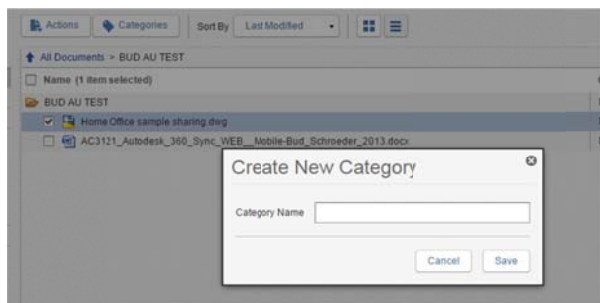 Actions Categories Sort By Last Modified
All Documents > BUD AU TEST
Name (1 item selected)
BUD AU TEST
Home Office sample sharing.dwg
AC3121_Autodesk_360_Sync_WEB__Mobile-Bud_Schroeder_2013.docx
Create New Category
Category Name
Cancel Save